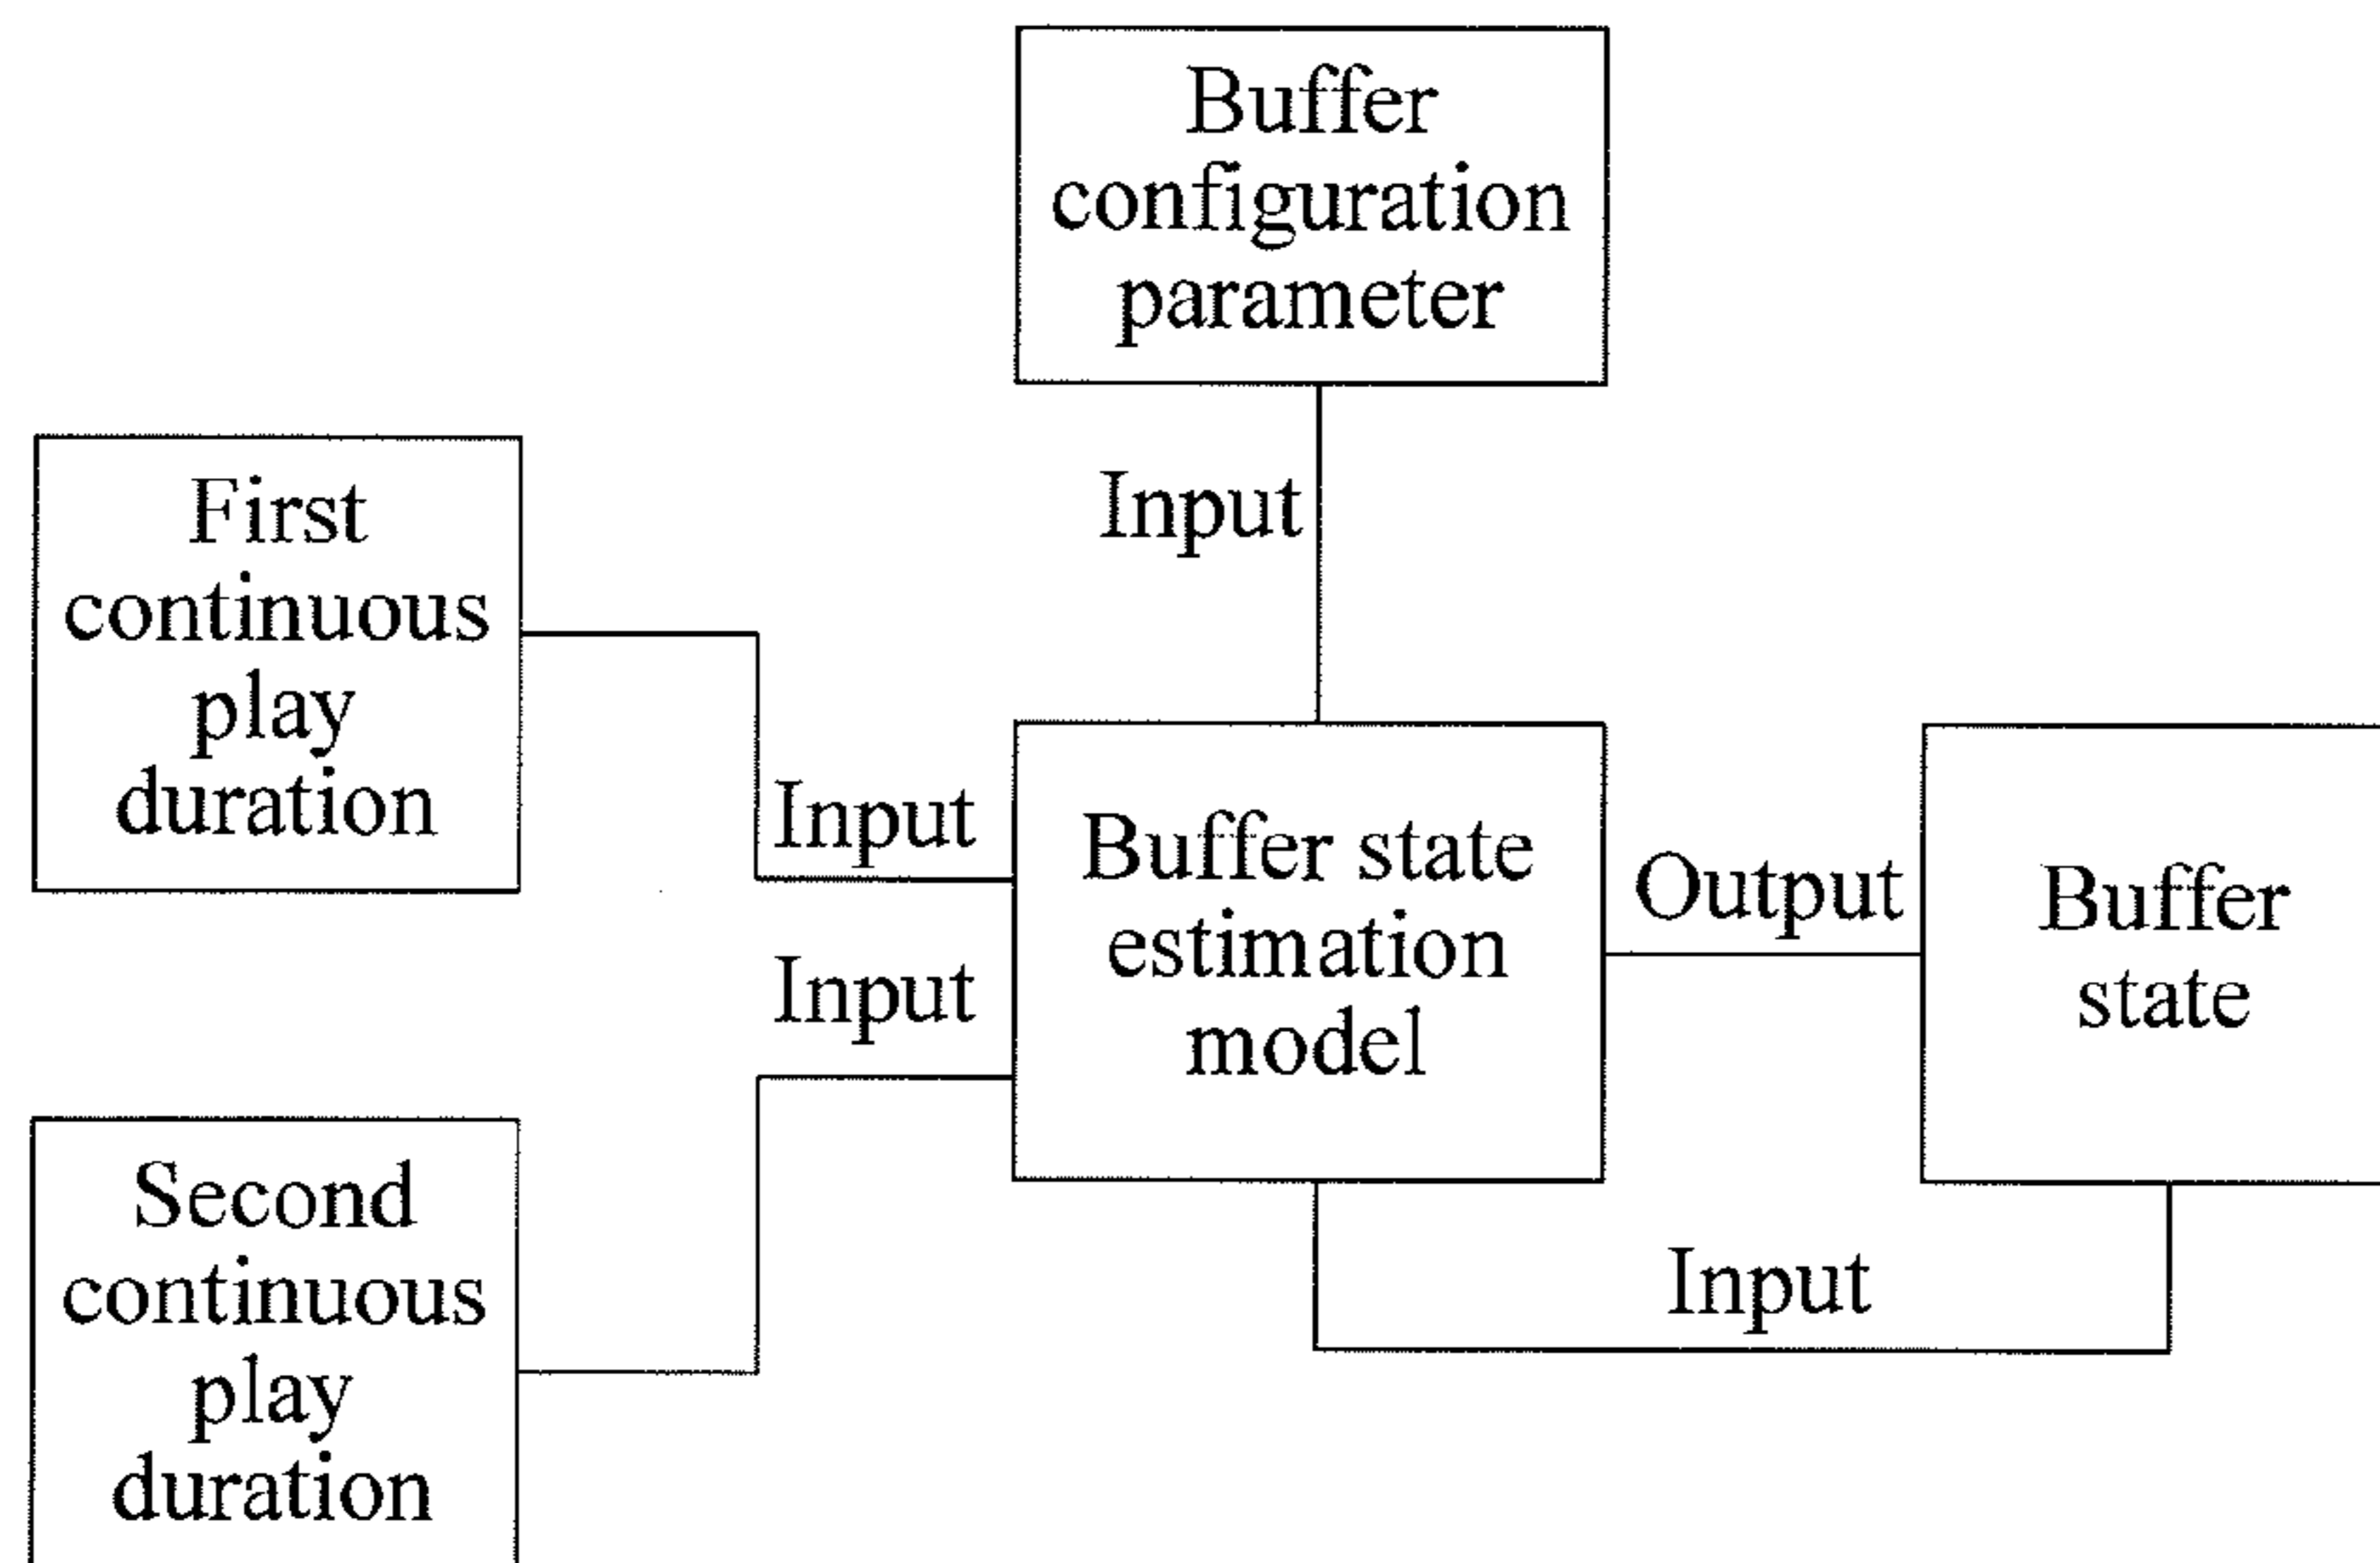 Buffer
configuration
parameter
Input
First
continuous
play
duration
Input
Input
Buffer state
estimation
model
Output
Buffer
state
Second
continuous
play
duration
Input